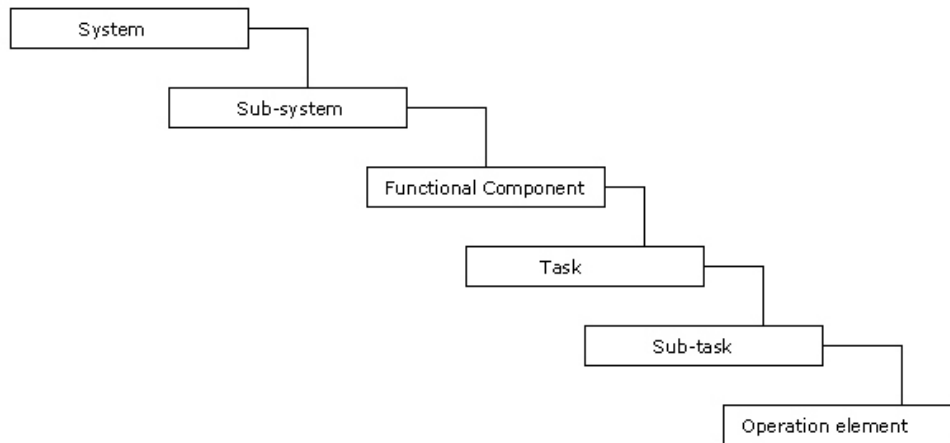 System
Sub-system
Functional Component
Task
Sub-task
Operation element